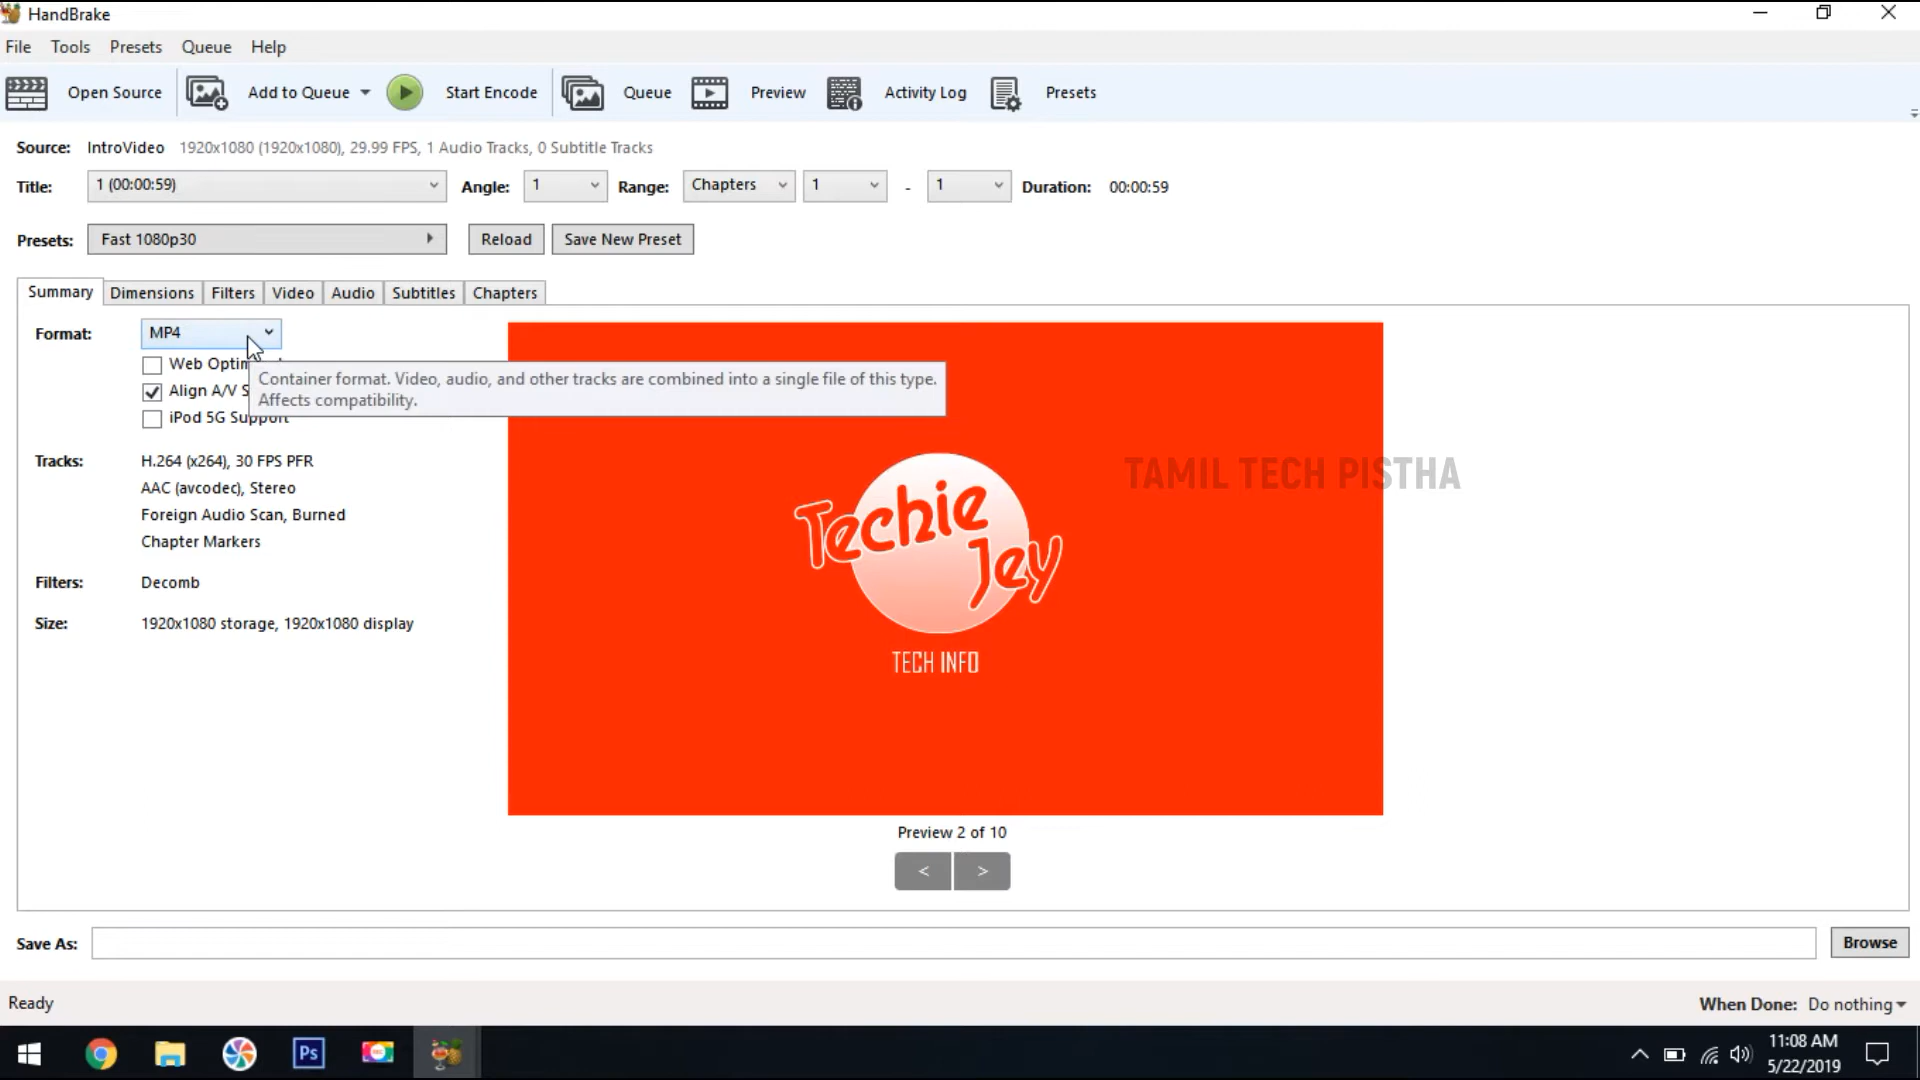 HandBrake
File Tools Presets Queue Help
Open Source Add to Queue Start Encode Queue Preview Activity Log Presets
Source: IntroVideo 1920x1080 (1920x1080), 29.99 FPS, 1 Audio Tracks, 0 Subtitle Tracks
Title: 1 (00:00:59) Angle: 1 Range: Chapters 1 - 1 Duration: 00:00:59
Presets: Fast 1080p30 Reload Save New Preset
Summary Dimensions Filters Video Audio Subtitles Chapters
Format: MP4
Web Optim
Align A/V S
iPod 5G Support
Container format. Video, audio, and other tracks are combined into a single file of this type.
Affects compatibility.
Tracks: H.264 (x264), 30 FPS PFR
AAC (avcodec), Stereo
Foreign Audio Scan, Burned
Chapter Markers
Filters: Decomb
Size: 1920x1080 storage, 1920x1080 display
TAMIL TECH PISTHA
Techie
Jey
TECH INFO
Preview 2 of 10
< >
Save As: Browse
Ready When Done: Do nothing
Ps
11:08 AM
5/22/2019